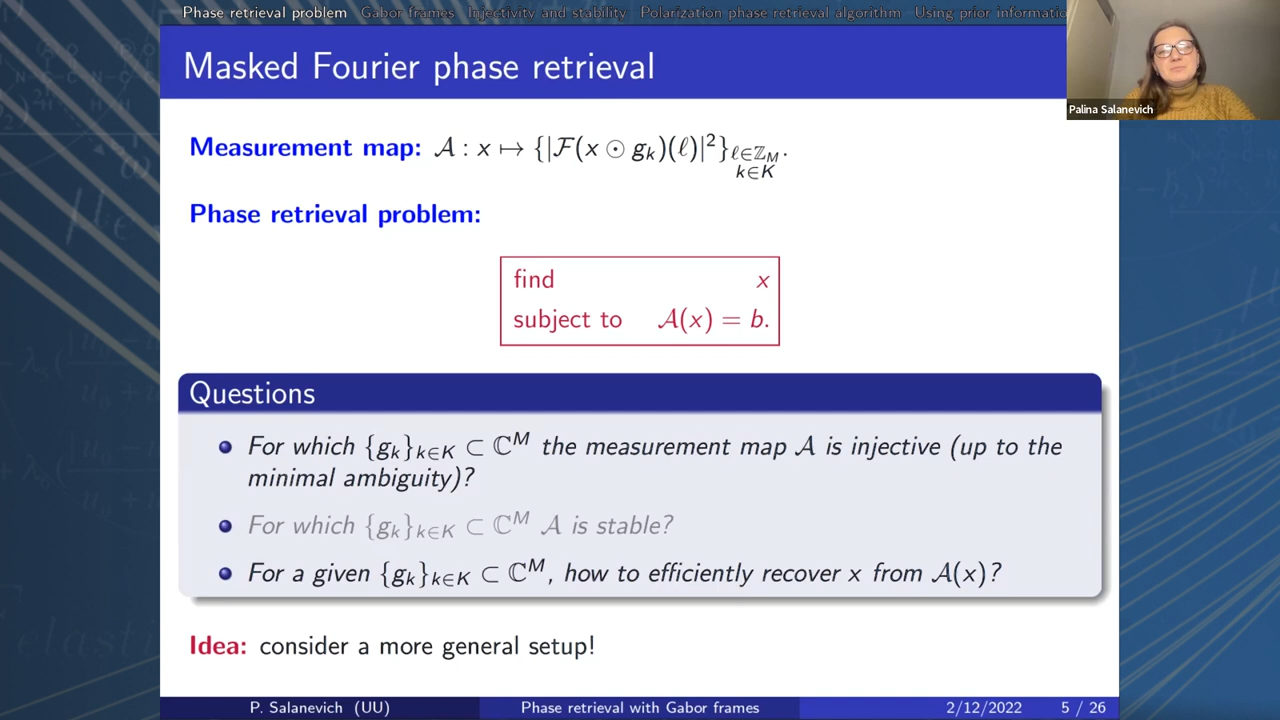 Phase retrieval problem Gabor frames Injectivity and stability Polarization phase retrieval algorithm Using prior informatio
Masked Fourier phase retrieval
Palina Salanevich
Measurement map: 𝒜 : x ↦ {|ℱ(x ⊙ g_k)(ℓ)|²}_{ℓ∈ℤ_M, k∈K}.
Phase retrieval problem:
find x
subject to 𝒜(x) = b.
Questions
For which {g_k}_{k∈K} ⊂ ℂ^M the measurement map 𝒜 is injective (up to the
minimal ambiguity)?
For which {g_k}_{k∈K} ⊂ ℂ^M 𝒜 is stable?
For a given {g_k}_{k∈K} ⊂ ℂ^M, how to efficiently recover x from 𝒜(x)?
Idea: consider a more general setup!
P. Salanevich (UU) Phase retrieval with Gabor frames 2/12/2022 5 / 26